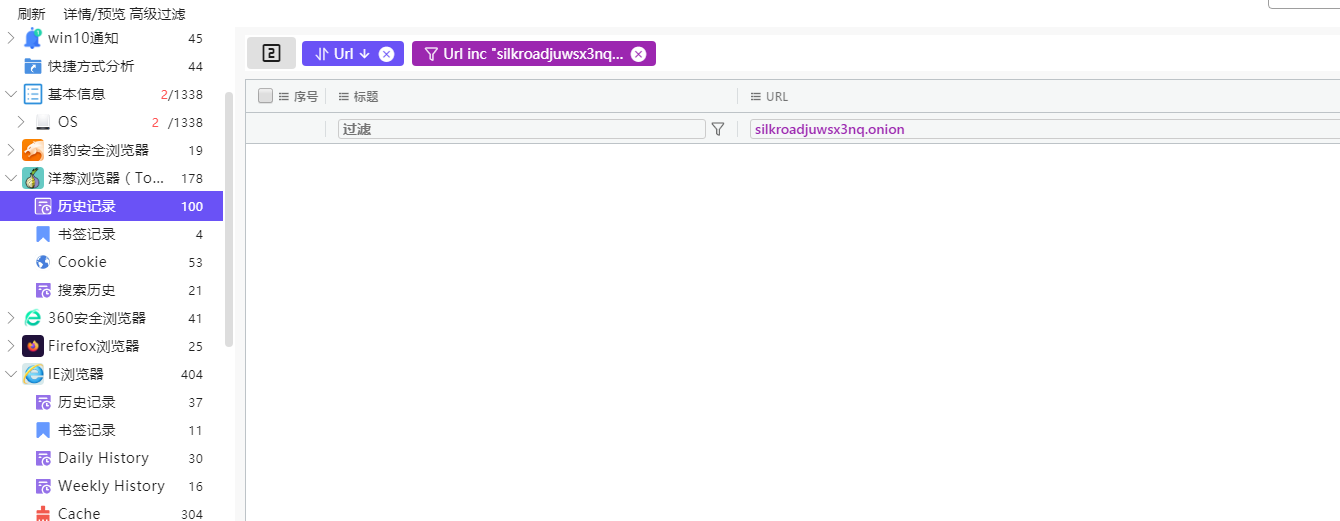 刷新 详情/预览 高级过滤
win10通知 45
快捷方式分析 44
基本信息 2/1338
OS 2 /1338
猎豹安全浏览器 19
洋葱浏览器（To... 178
历史记录 100
书签记录 4
Cookie 53
搜索历史 21
360安全浏览器 41
Firefox浏览器 25
IE浏览器 404
历史记录 37
书签记录 11
Daily History 30
Weekly History 16
Cache 304
2 Url Url inc "silkroadjuwsx3nq...
序号 标题 URL
过滤 silkroadjuwsx3nq.onion